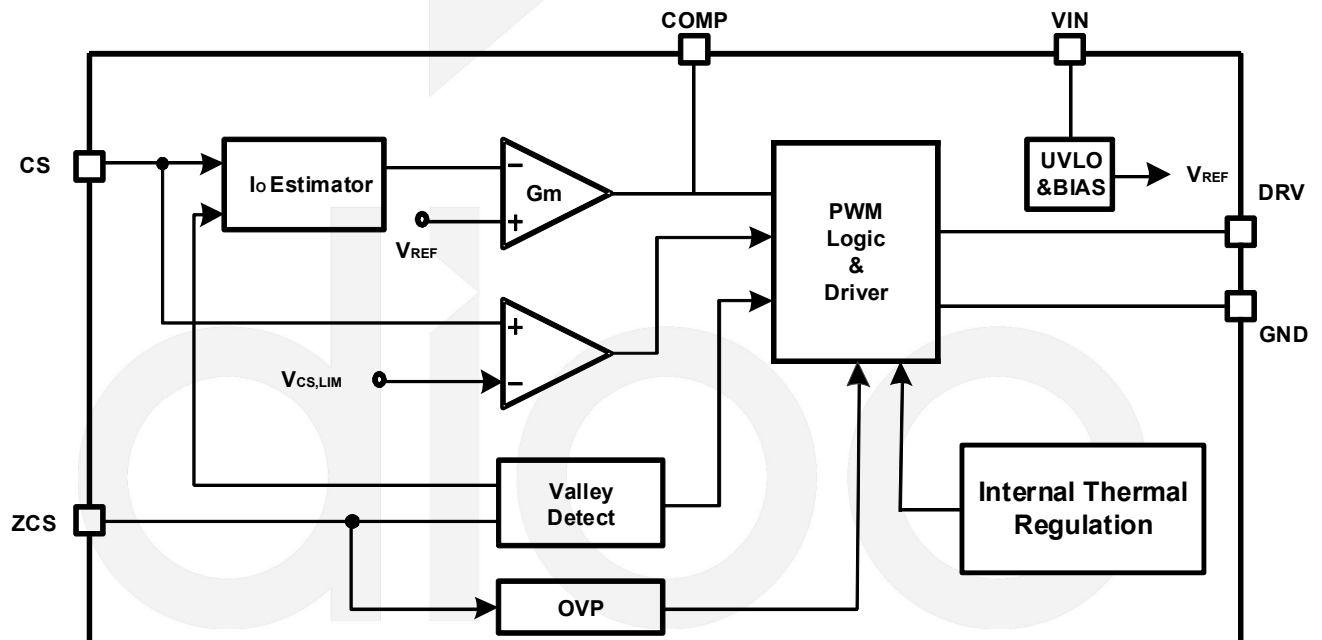 COMP
VIN
CS
Io Estimator
−
Gm
+
VREF
PWM
Logic
&
Driver
UVLO
&BIAS
VREF
DRV
GND
+
VCS,LIM
−
Valley
Detect
ZCS
OVP
Internal Thermal
Regulation
dioo